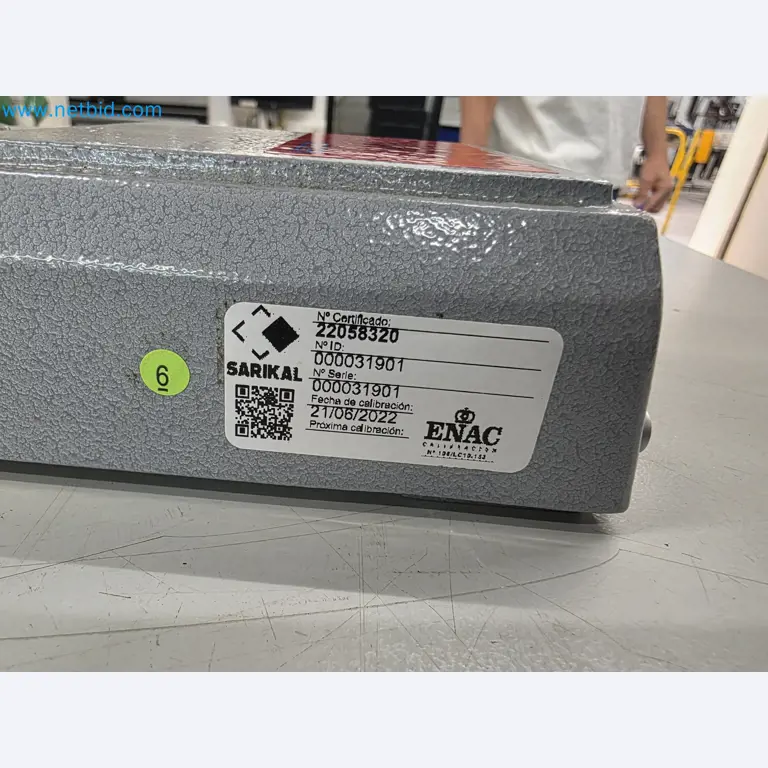 www.netbid.com
SARIKAL
Nº Certificado:
22058320
Nº ID:
000031901
Nº Serie:
000031901
Fecha de calibración:
21/06/2022
Próxima calibración:
ENAC
CALIBRACIÓN
6